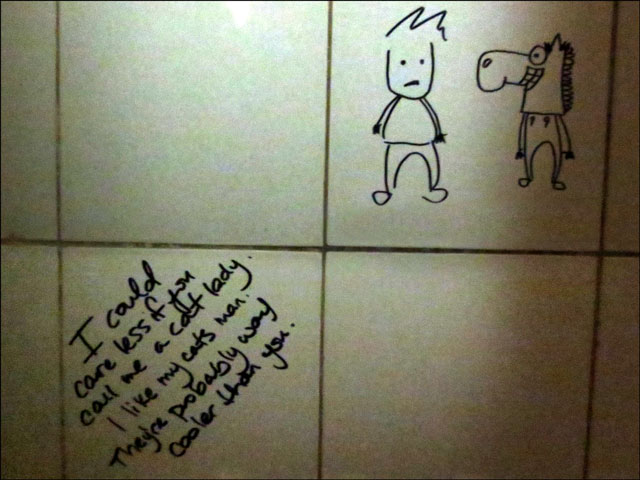 I could
care less if you
call me a cat lady.
I like my cats man.
They're probably way
cooler than you.